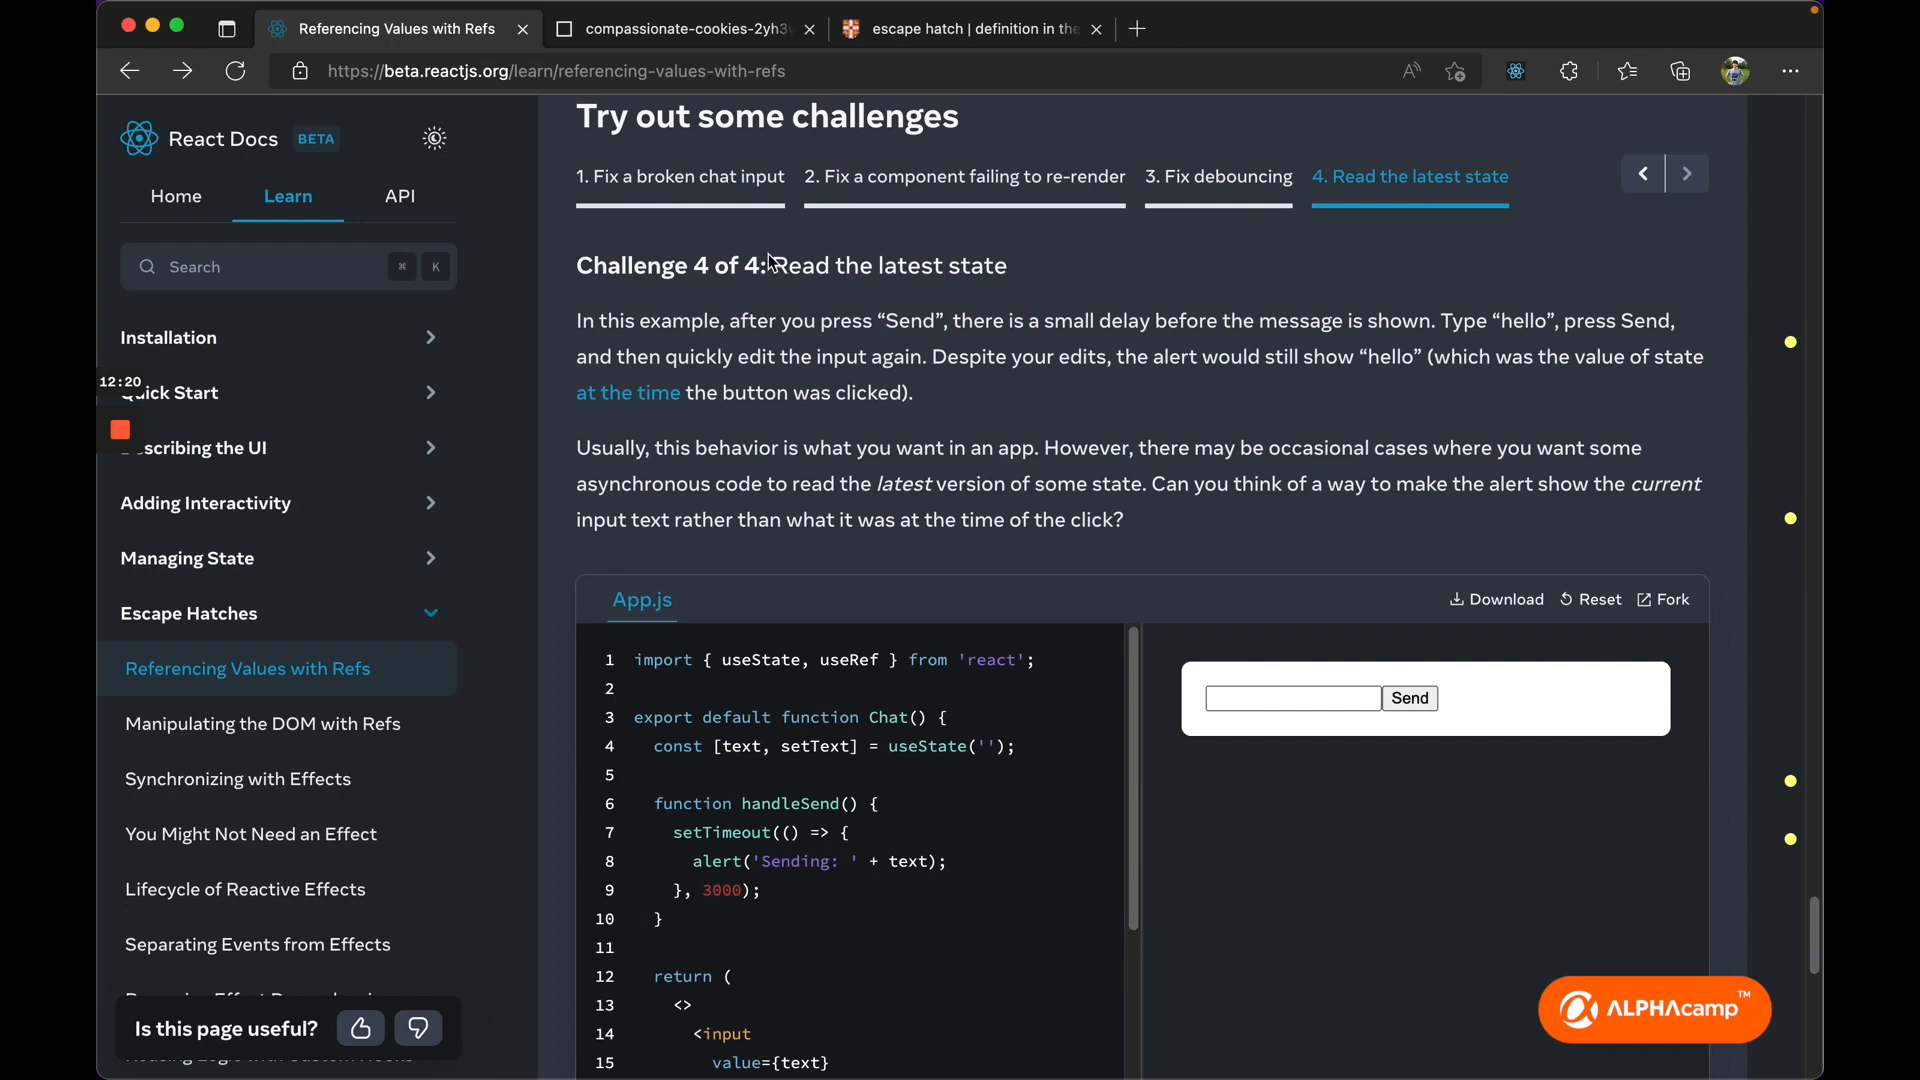 Referencing Values with Refs
compassionate-cookies-2yh3
escape hatch | definition in the
https://beta.reactjs.org/learn/referencing-values-with-refs
React Docs BETA
Home Learn API
Search ⌘ K
Installation
12:20
Quick Start
Describing the UI
Adding Interactivity
Managing State
Escape Hatches
Referencing Values with Refs
Manipulating the DOM with Refs
Synchronizing with Effects
You Might Not Need an Effect
Lifecycle of Reactive Effects
Separating Events from Effects
Is this page useful?
Try out some challenges
1. Fix a broken chat input 2. Fix a component failing to re-render 3. Fix debouncing 4. Read the latest state
Challenge 4 of 4: Read the latest state
In this example, after you press “Send”, there is a small delay before the message is shown. Type “hello”, press Send,
and then quickly edit the input again. Despite your edits, the alert would still show “hello” (which was the value of state
at the time the button was clicked).
Usually, this behavior is what you want in an app. However, there may be occasional cases where you want some
asynchronous code to read the latest version of some state. Can you think of a way to make the alert show the current
input text rather than what it was at the time of the click?
App.js Download Reset Fork
1 import { useState, useRef } from 'react';
2
3 export default function Chat() {
4 const [text, setText] = useState('');
5
6 function handleSend() {
7 setTimeout(() => {
8 alert('Sending: ' + text);
9 }, 3000);
10 }
11
12 return (
13 <>
14 <input
15 value={text}
Send
ALPHAcamp™